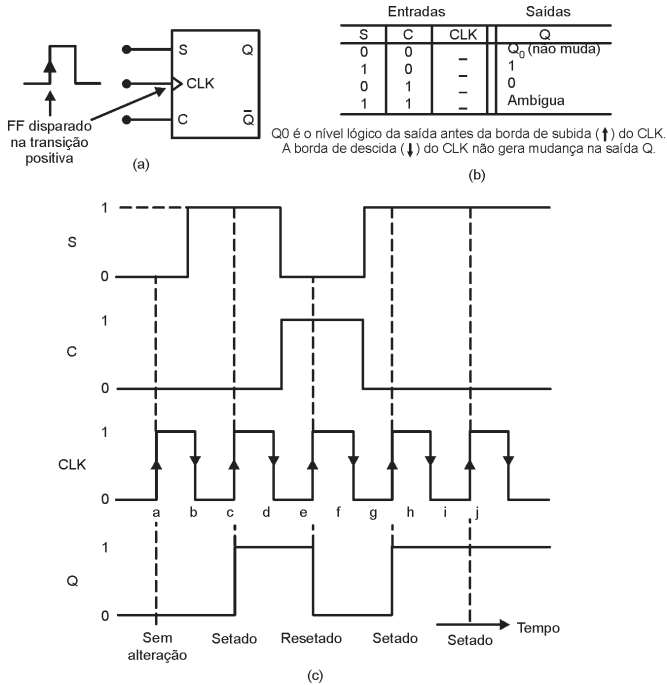 S Q
CLK
C Q̅
FF disparado
na transição
positiva
(a)
Entradas Saídas
S C CLK Q
0 0 _ Q0 (não muda)
1 0 _ 1
0 1 _ 0
1 1 _ Ambígua
Q0 é o nível lógico da saída antes da borda de subida (↑) do CLK.
A borda de descida (↓) do CLK não gera mudança na saída Q.
(b)
1
S
0
1
C
0
1
CLK
0
a b c d e f g h i j
1
Q
0
Tempo
Sem alteração
Setado
Resetado
Setado
Setado
(c)